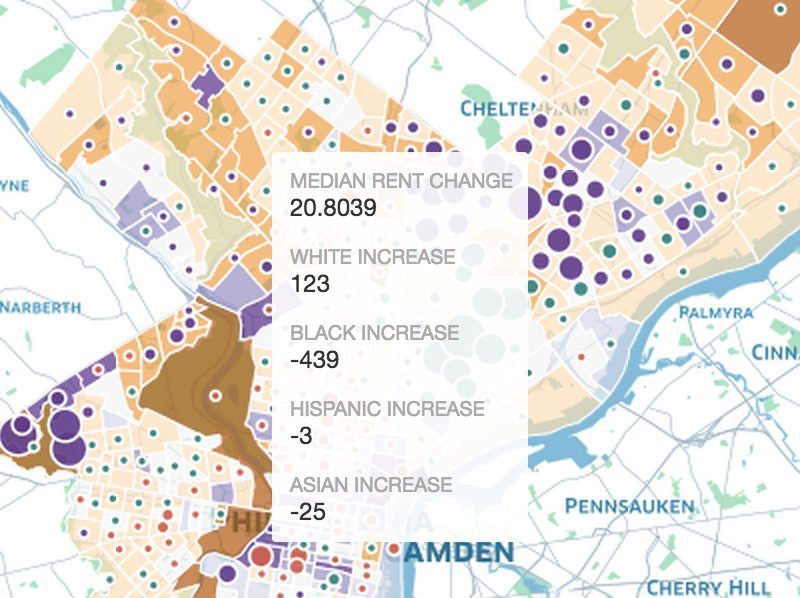 CHELTENHAM
MEDIAN RENT CHANGE
20.8039
YNE
WHITE INCREASE
123
NARBERTH
PALMYRA
BLACK INCREASE
-439
CINN
HISPANIC INCREASE
-3
ASIAN INCREASE
-25
PENNSAUKEN
AMDEN
CHERRY HILL